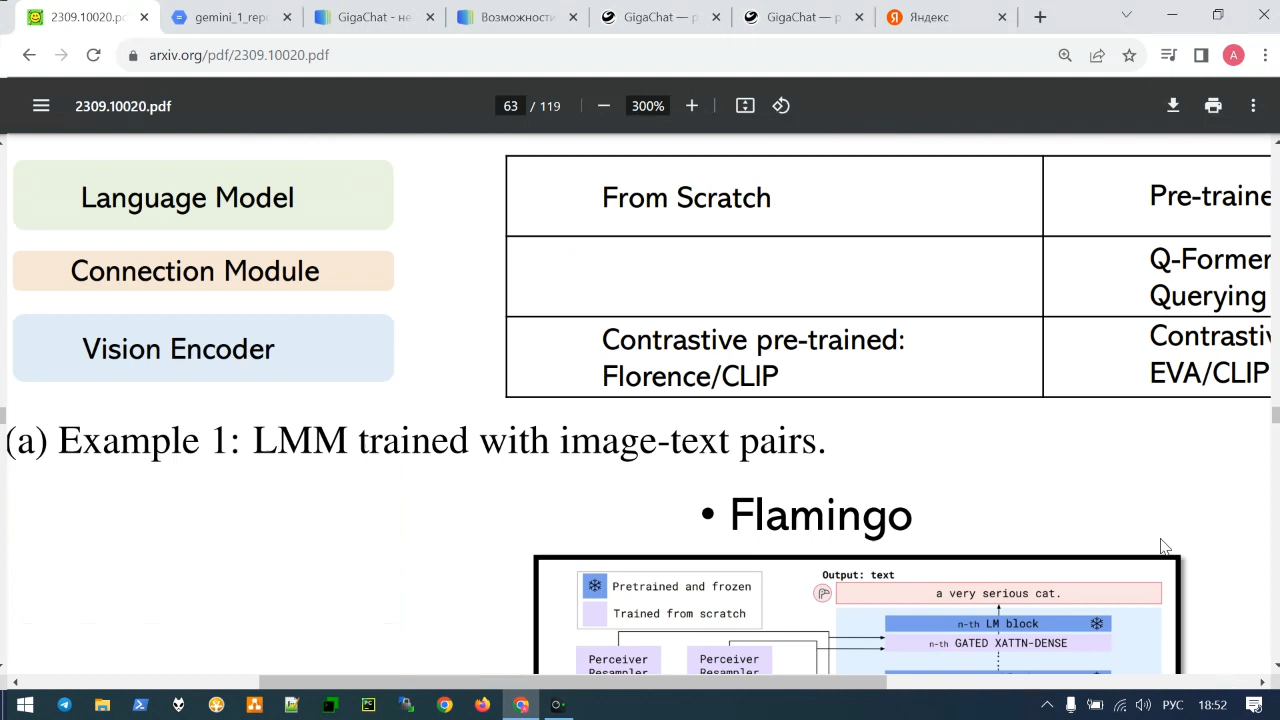 2309.10020.pdf
gemini_1_rep
GigaChat - не
Возможности
GigaChat — р
GigaChat — р
Яндекс
arxiv.org/pdf/2309.10020.pdf
A
2309.10020.pdf
63 / 119
300%
Language Model
From Scratch
Pre-traine
Connection Module
Q-Former
Querying
Vision Encoder
Contrastive pre-trained:
Florence/CLIP
Contrastiv
EVA/CLIP
(a) Example 1: LMM trained with image-text pairs.
• Flamingo
Pretrained and frozen
Trained from scratch
Output: text
a very serious cat.
n-th LM block
n-th GATED XATTN-DENSE
Perceiver
Resampler
Perceiver
Resampler
РУС
18:52